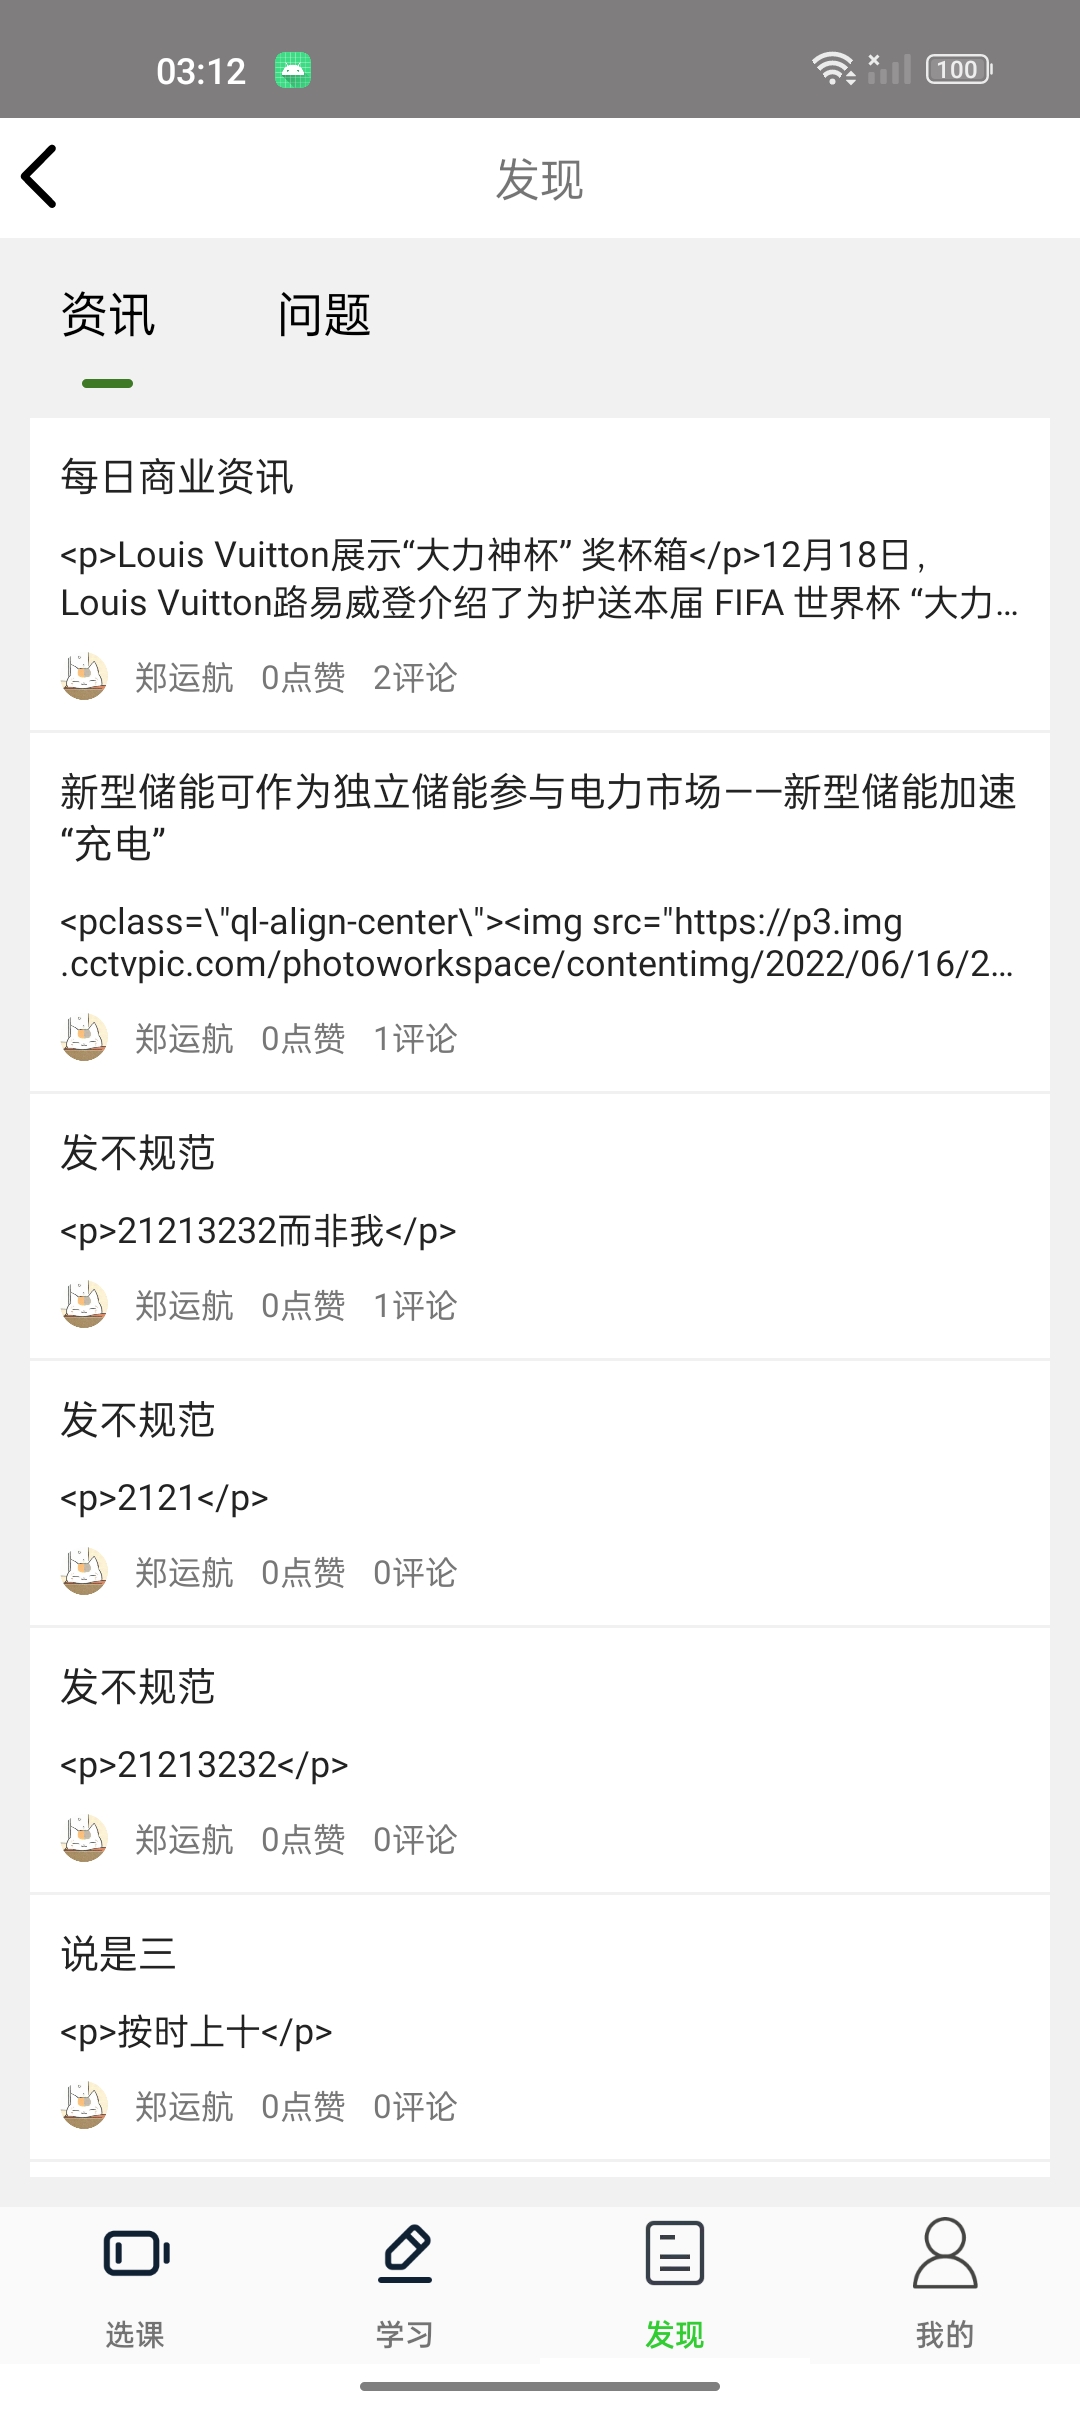 03:12
100
发现
资讯 问题
每日商业资讯
<p>Louis Vuitton展示“大力神杯” 奖杯箱</p>12月18日，
Louis Vuitton路易威登介绍了为护送本届 FIFA 世界杯 “大力...
郑运航 0点赞 2评论
新型储能可作为独立储能参与电力市场——新型储能加速
“充电”
<pclass=\"ql-align-center\"><img src="https://p3.img
.cctvpic.com/photoworkspace/contentimg/2022/06/16/2...
郑运航 0点赞 1评论
发不规范
<p>21213232而非我</p>
郑运航 0点赞 1评论
发不规范
<p>2121</p>
郑运航 0点赞 0评论
发不规范
<p>21213232</p>
郑运航 0点赞 0评论
说是三
<p>按时上十</p>
郑运航 0点赞 0评论
选课 学习 发现 我的